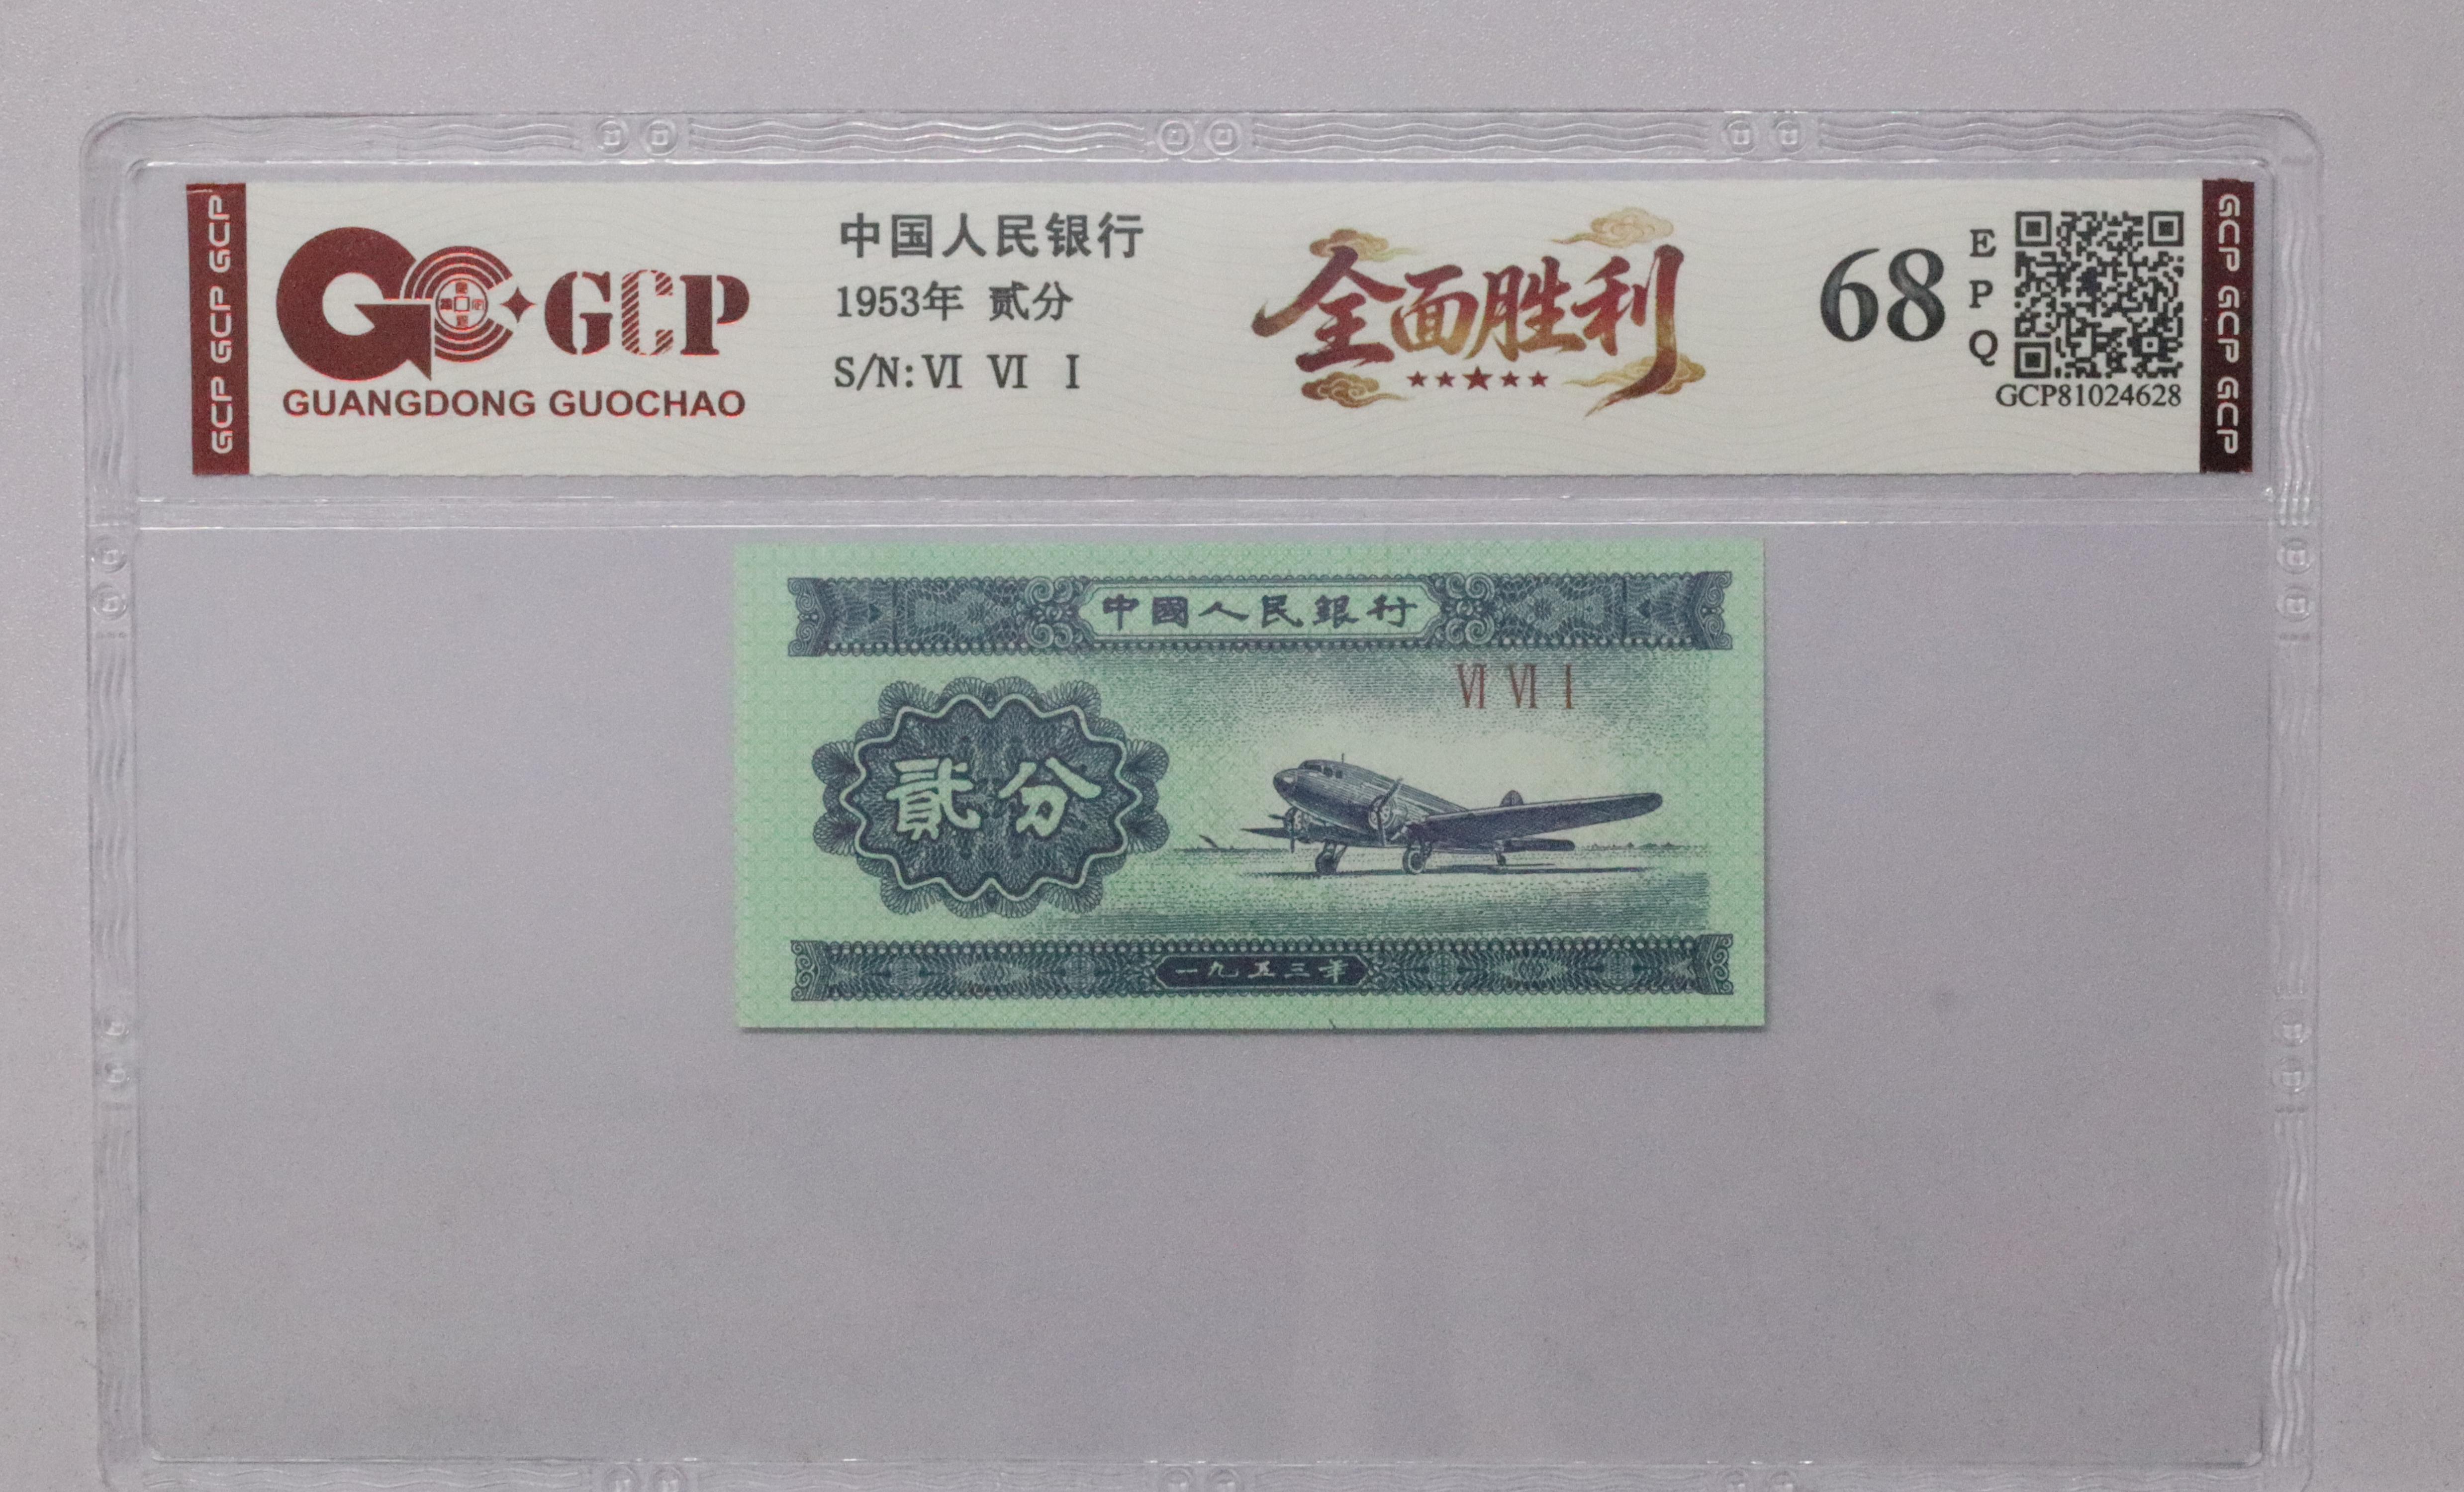 GCP GCP GCP
GCP
GUANGDONG GUOCHAO
中国人民银行
1953年 贰分
S/N: VI VI I
全面胜利
68
EPQ
GCP81024628
GCP GCP GCP
中國人民銀行
VI VI I
貳分
一九五三年